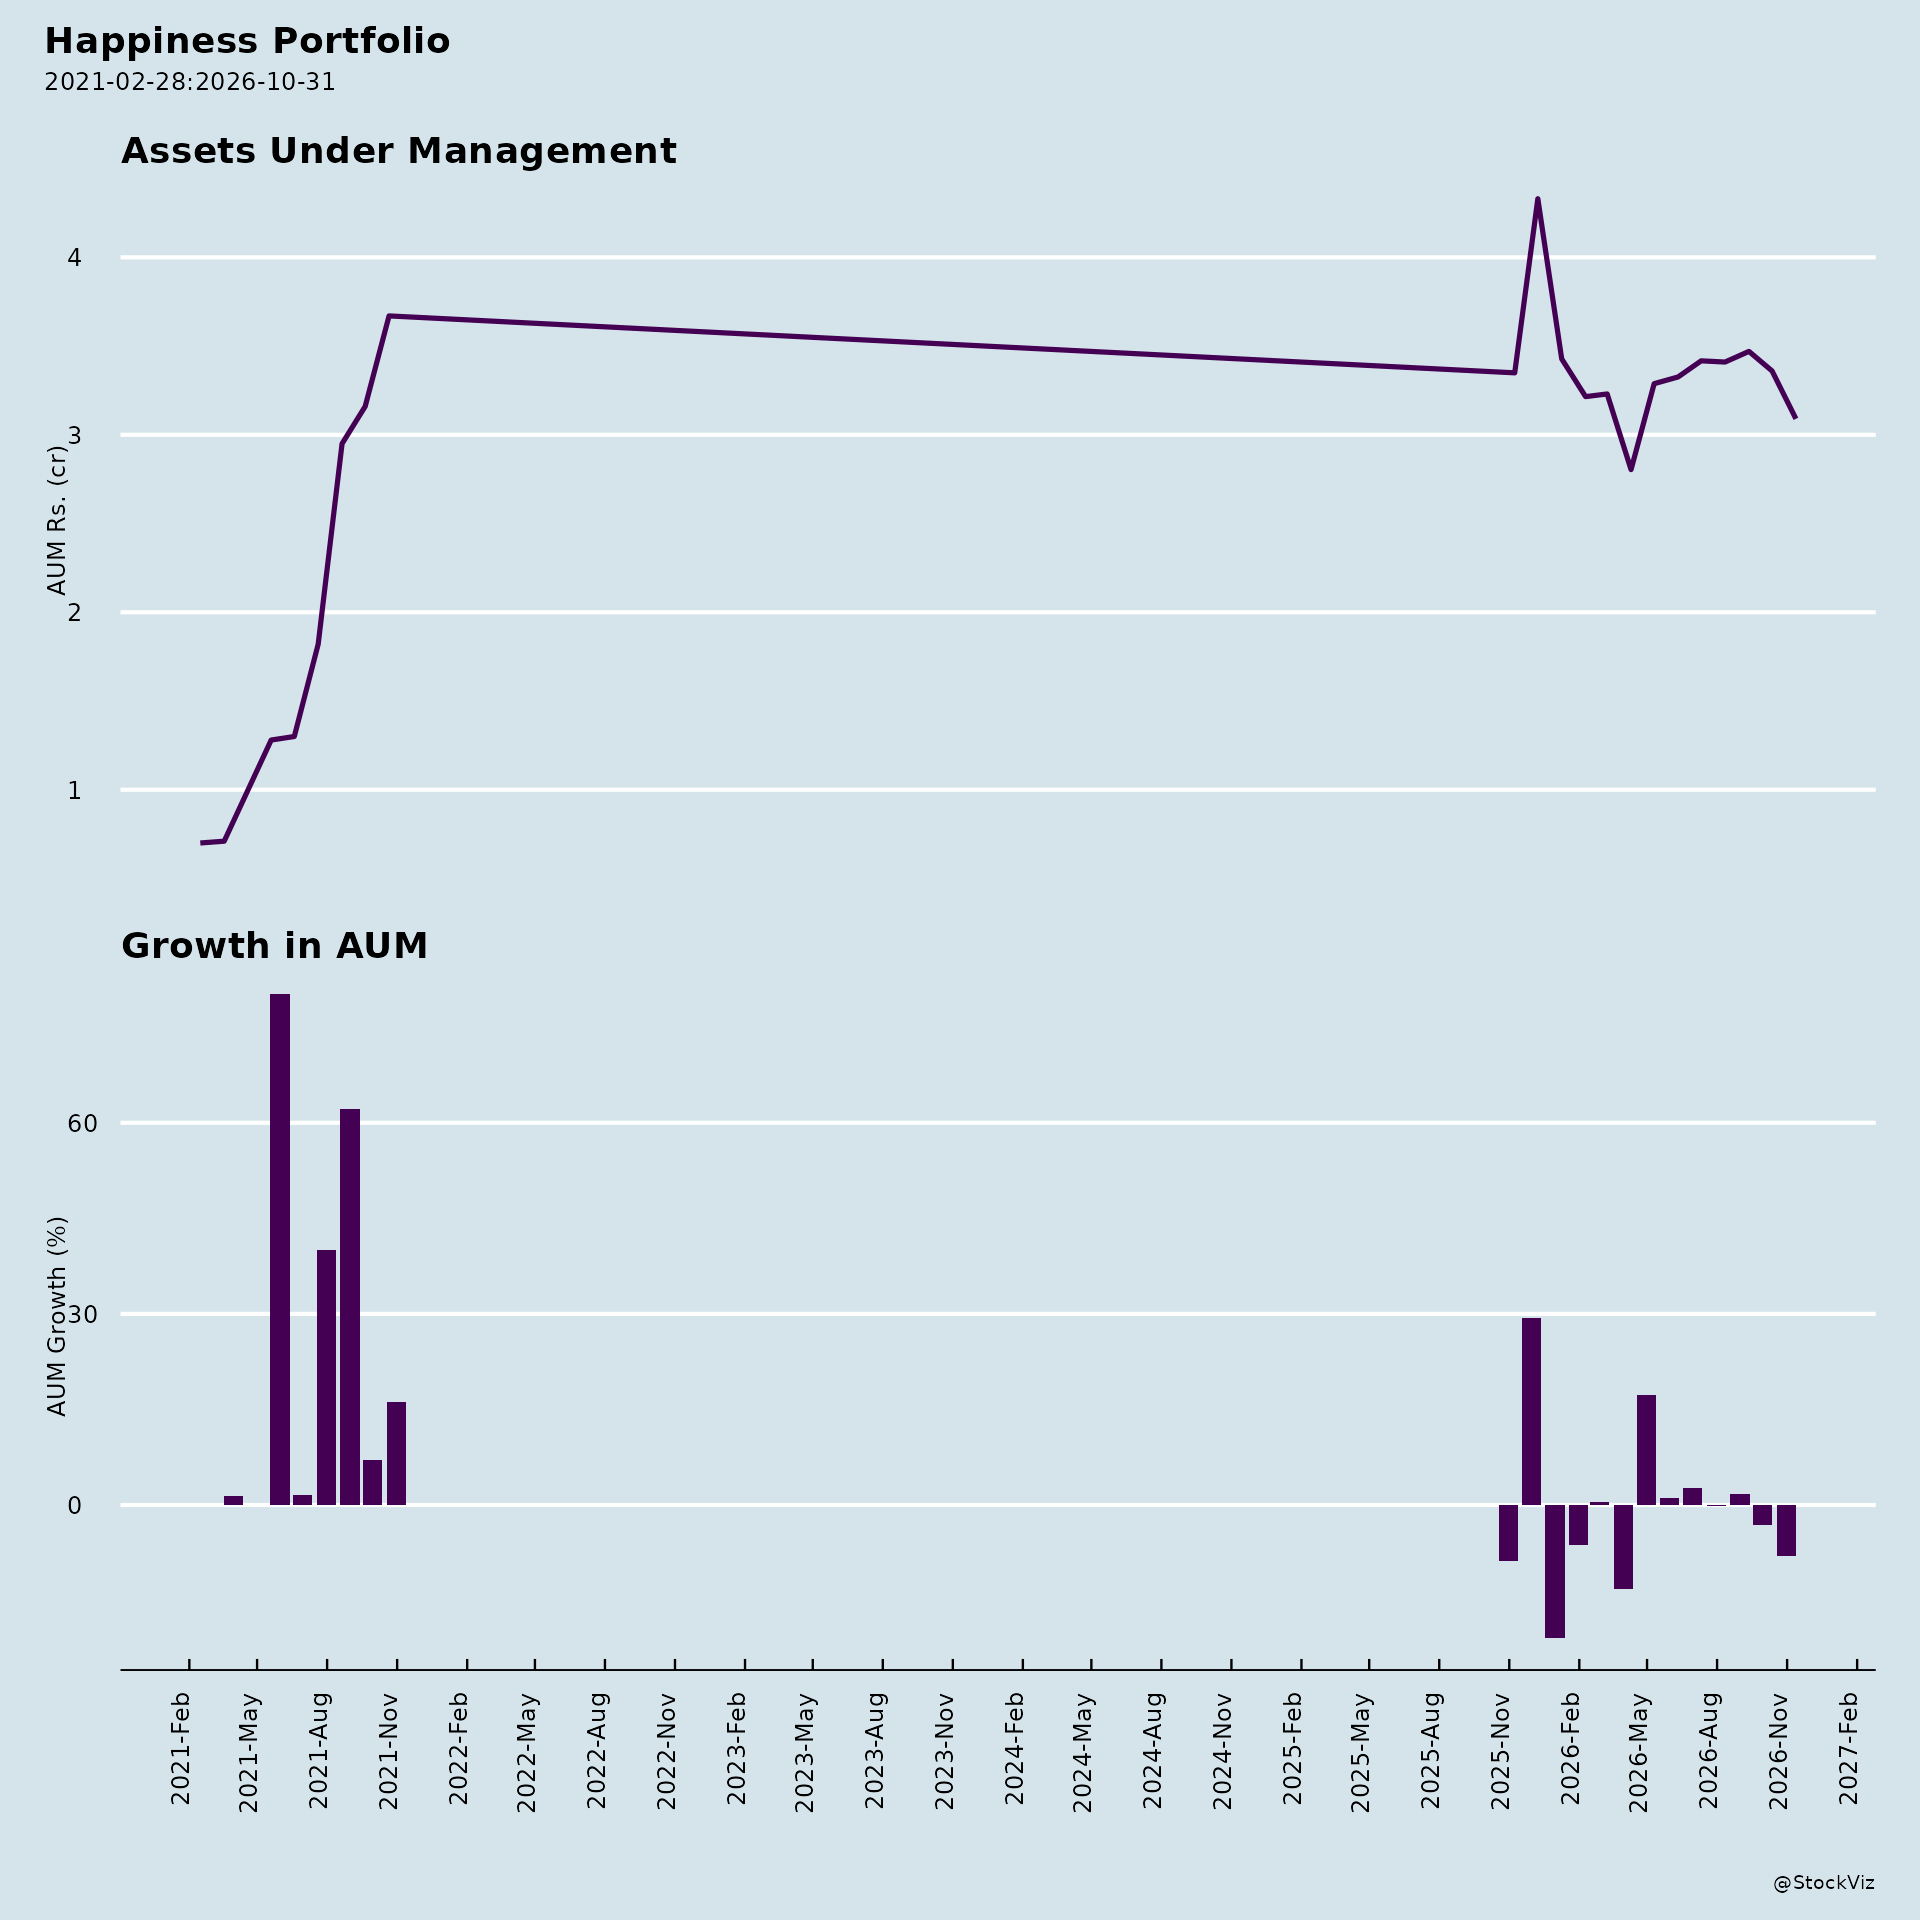 Happiness Portfolio
2021-02-28:2026-10-31
Assets Under Management
AUM Rs. (cr)
4
3
2
1
Growth in AUM
AUM Growth (%)
60
30
0
2021-Feb
2021-May
2021-Aug
2021-Nov
2022-Feb
2022-May
2022-Aug
2022-Nov
2023-Feb
2023-May
2023-Aug
2023-Nov
2024-Feb
2024-May
2024-Aug
2024-Nov
2025-Feb
2025-May
2025-Aug
2025-Nov
2026-Feb
2026-May
2026-Aug
2026-Nov
2027-Feb
@StockViz